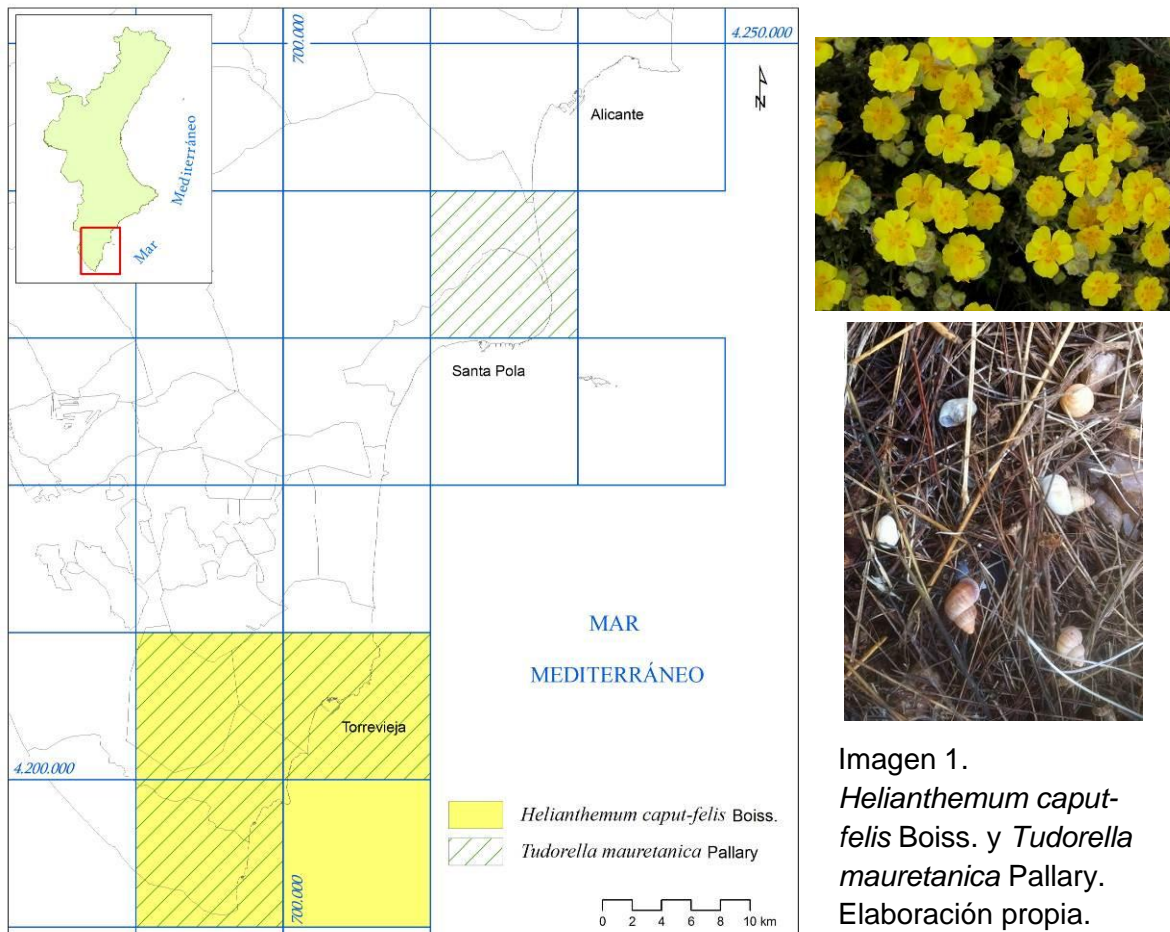 700.000
4.250.000
Mediterráneo
Mar
N
Alicante
Santa Pola
MAR
MEDITERRÁNEO
Torrevieja
4.200.000
700.000
Helianthemum caput-felis Boiss.
Tudorella mauretanica Pallary
0 2 4 6 8 10 km
Imagen 1.
Helianthemum caput-
felis Boiss. y Tudorella
mauretanica Pallary.
Elaboración propia.